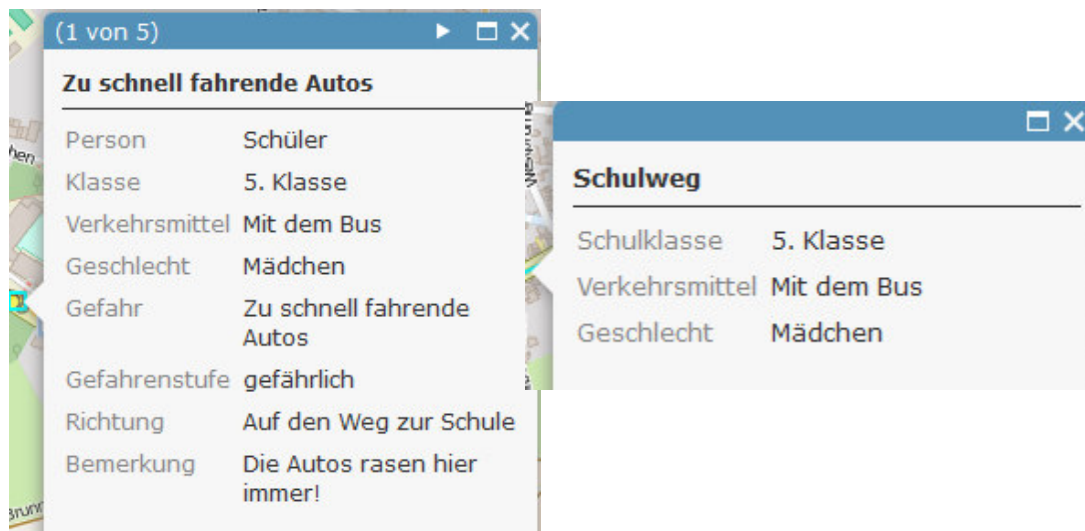 (1 von 5)
Zu schnell fahrende Autos
Person Schüler
Klasse 5. Klasse
Verkehrsmittel Mit dem Bus
Geschlecht Mädchen
Gefahr Zu schnell fahrende
Autos
Gefahrenstufe gefährlich
Richtung Auf den Weg zur Schule
Bemerkung Die Autos rasen hier
immer!
Schulweg
Schulklasse 5. Klasse
Verkehrsmittel Mit dem Bus
Geschlecht Mädchen